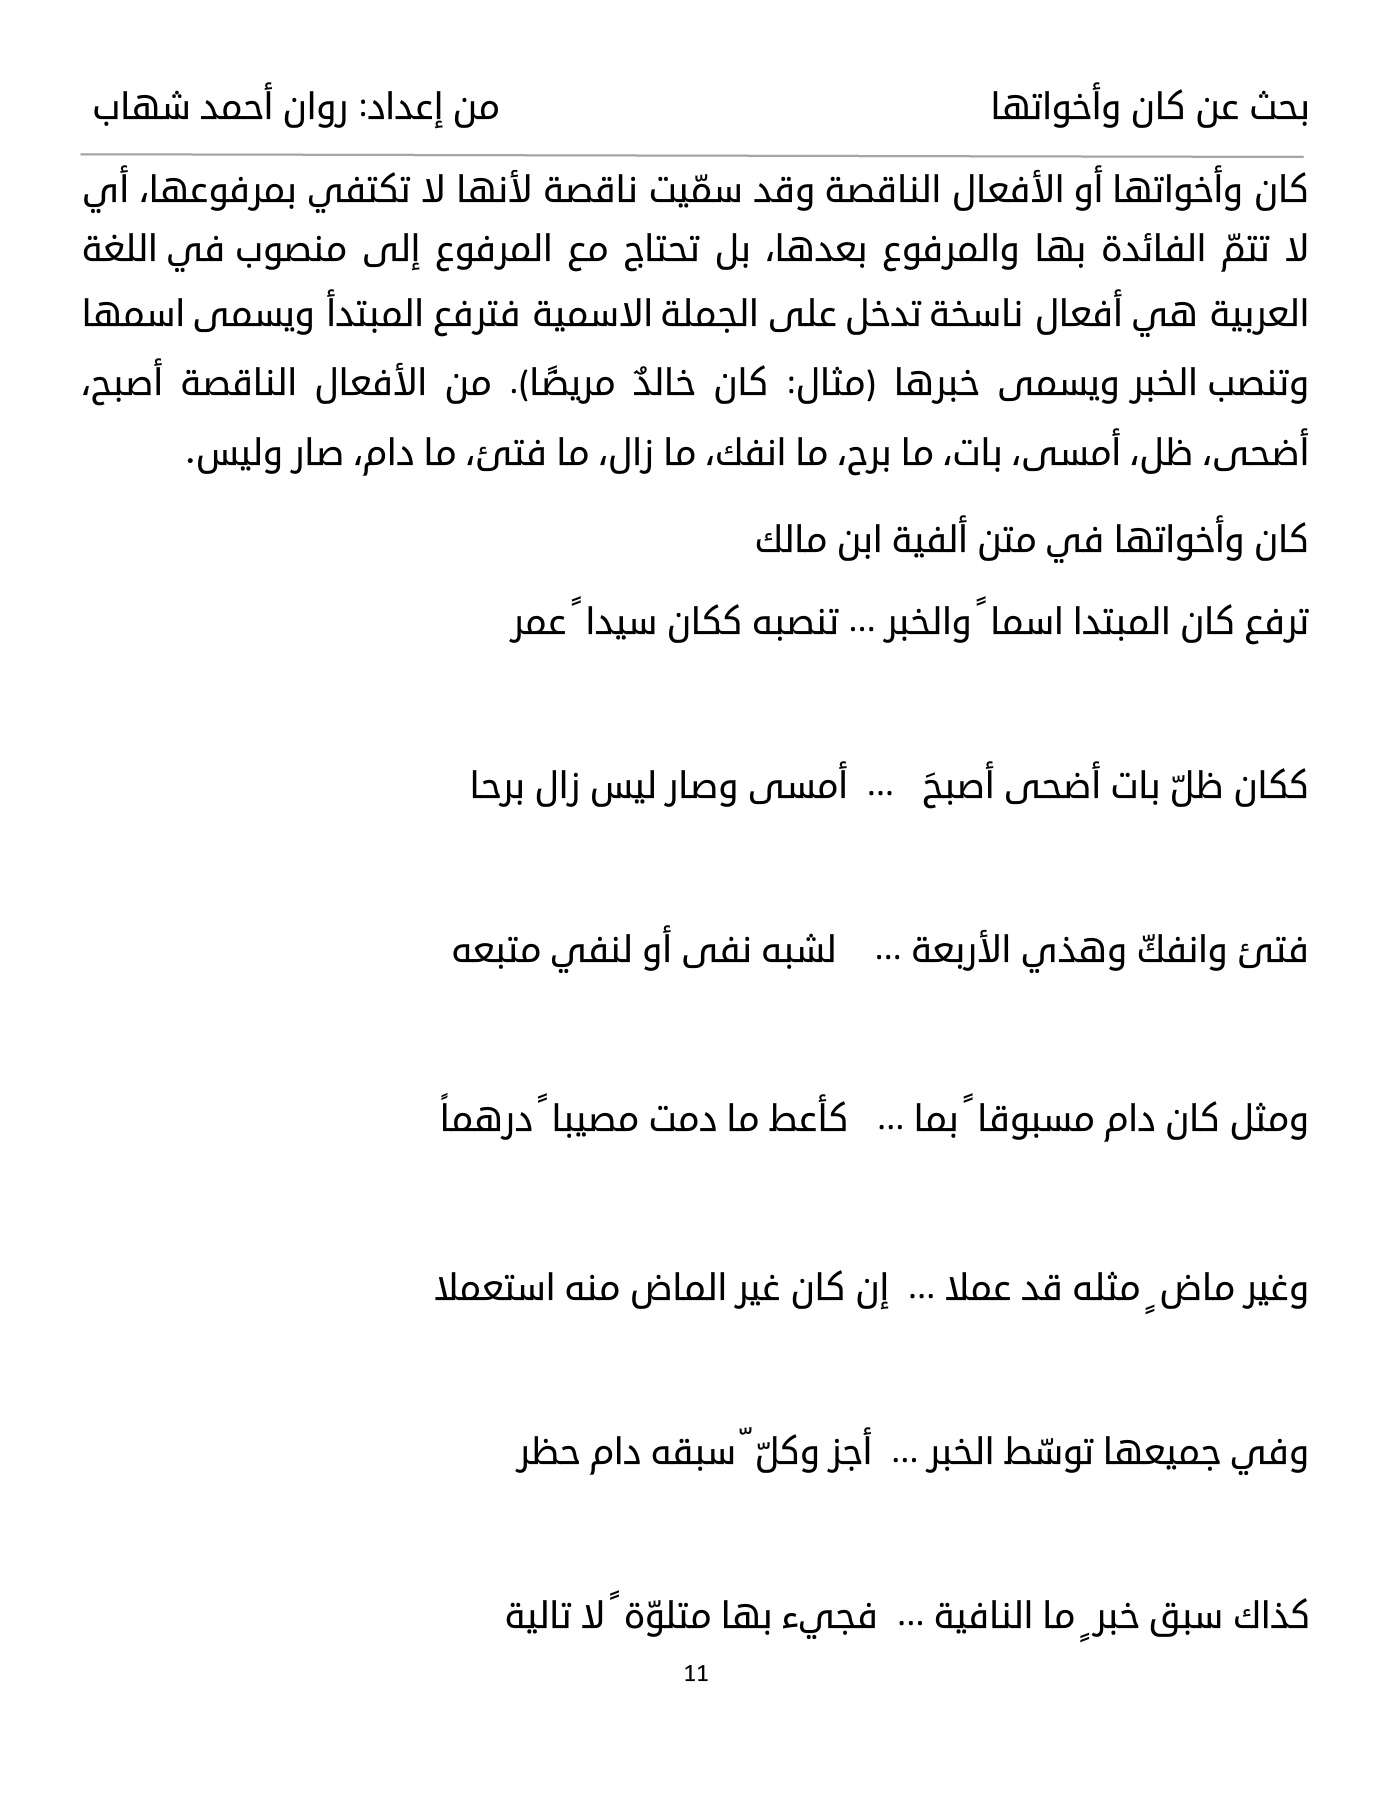 بحث عن كان وأخواتها من إعداد: روان أحمد شهاب
كان وأخواتها أو الأفعال الناقصة وقد سمّيت ناقصة لأنها لا تكتفي بمرفوعها، أي
لا تتمّ الفائدة بها والمرفوع بعدها، بل تحتاج مع المرفوع إلى منصوب في اللغة
العربية هي أفعال ناسخة تدخل على الجملة الاسمية فترفع المبتدأ ويسمى اسمها
وتنصب الخبر ويسمى خبرها (مثال: كان خالدٌ مريضًا). من الأفعال الناقصة أصبح،
أضحى، ظل، أمسى، بات، ما برح، ما انفك، ما زال، ما فتئ، ما دام، صار وليس.
كان وأخواتها في متن ألفية ابن مالك
ترفع كان المبتدا اسما ً والخبر ... تنصبه ككان سيدا ً عمر
ككان ظلّ بات أضحى أصبحَ ... أمسى وصار ليس زال برحا
فتئ وانفكّ وهذي الأربعة ... لشبه نفى أو لنفي متبعه
ومثل كان دام مسبوقا ً بما ... كأعط ما دمت مصيبا ً درهماً
وغير ماض ٍ مثله قد عملا ... إن كان غير الماض منه استعملا
وفي جميعها توسّط الخبر ... أجز وكلّ ّ سبقه دام حظر
كذاك سبق خبر ٍ ما النافية ... فجيء بها متلوّة ً لا تالية
11